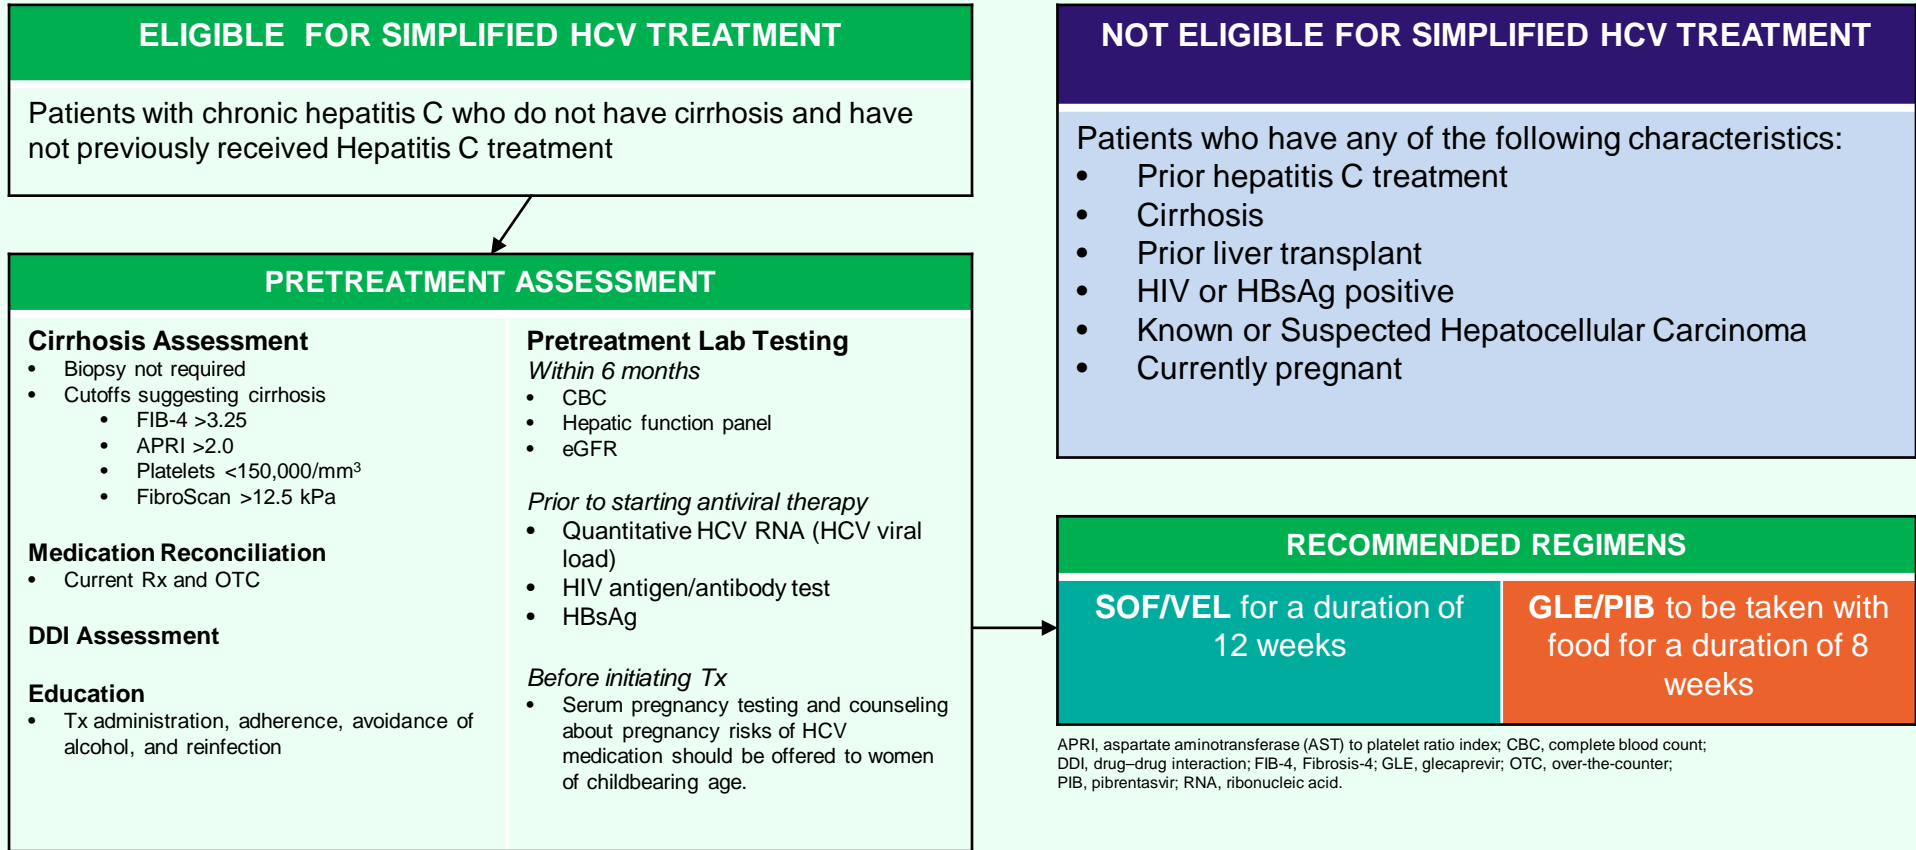 ELIGIBLE FOR SIMPLIFIED HCV TREATMENT
Patients with chronic hepatitis C who do not have cirrhosis and have
not previously received Hepatitis C treatment
PRETREATMENT ASSESSMENT
Cirrhosis Assessment
• Biopsy not required
• Cutoffs suggesting cirrhosis
• FIB-4 >3.25
• APRI >2.0
• Platelets <150,000/mm³
• FibroScan >12.5 kPa
Medication Reconciliation
• Current Rx and OTC
DDI Assessment
Education
• Tx administration, adherence, avoidance of
alcohol, and reinfection
Pretreatment Lab Testing
Within 6 months
• CBC
• Hepatic function panel
• eGFR
Prior to starting antiviral therapy
• Quantitative HCV RNA (HCV viral
load)
• HIV antigen/antibody test
• HBsAg
Before initiating Tx
• Serum pregnancy testing and counseling
about pregnancy risks of HCV
medication should be offered to women
of childbearing age.
NOT ELIGIBLE FOR SIMPLIFIED HCV TREATMENT
Patients who have any of the following characteristics:
• Prior hepatitis C treatment
• Cirrhosis
• Prior liver transplant
• HIV or HBsAg positive
• Known or Suspected Hepatocellular Carcinoma
• Currently pregnant
RECOMMENDED REGIMENS
SOF/VEL for a duration of
12 weeks
GLE/PIB to be taken with
food for a duration of 8
weeks
APRI, aspartate aminotransferase (AST) to platelet ratio index; CBC, complete blood count;
DDI, drug–drug interaction; FIB-4, Fibrosis-4; GLE, glecaprevir; OTC, over-the-counter;
PIB, pibrentasvir; RNA, ribonucleic acid.